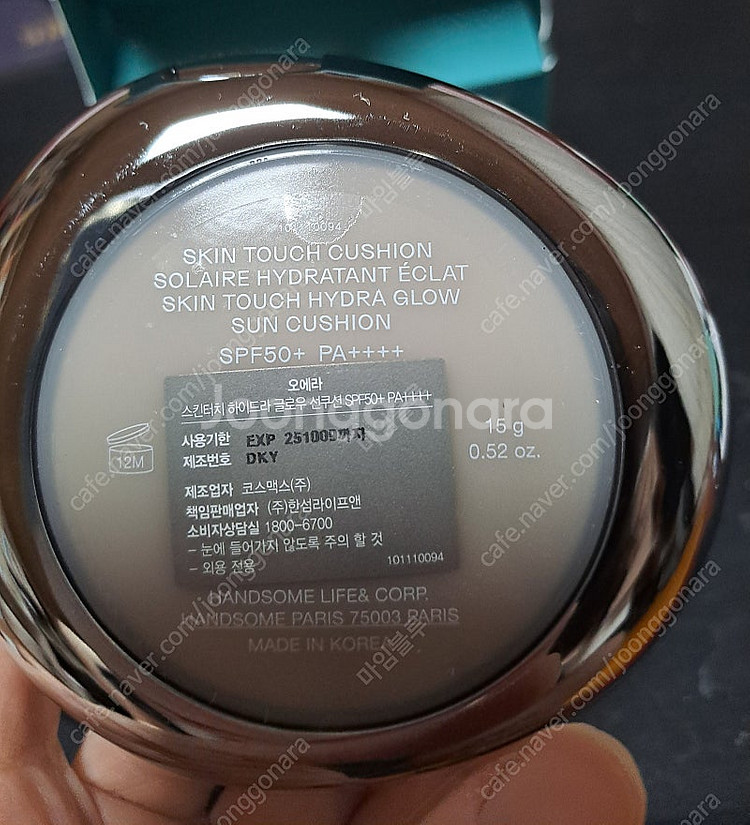 101110094
SKIN TOUCH CUSHION
SOLAIRE HYDRATANT ÉCLAT
SKIN TOUCH HYDRA GLOW
SUN CUSHION
SPF50+ PA++++
오에라
스킨터치 하이드라 글로우 선쿠션 SPF50+ PA++++
Joonggonara
사용기한 EXP 251009까지
제조번호 DKY
12M
15 g
0.52 oz.
제조업자 코스맥스(주)
책임판매업자 (주)한섬라이프앤
소비자상담실 1800-6700
- 눈에 들어가지 않도록 주의 할 것
- 외용 전용
101110094
HANDSOME LIFE& CORP.
HANDSOME PARIS 75003 PARIS
MADE IN KOREA
cafe.naver.com/joonggonara
마임블루